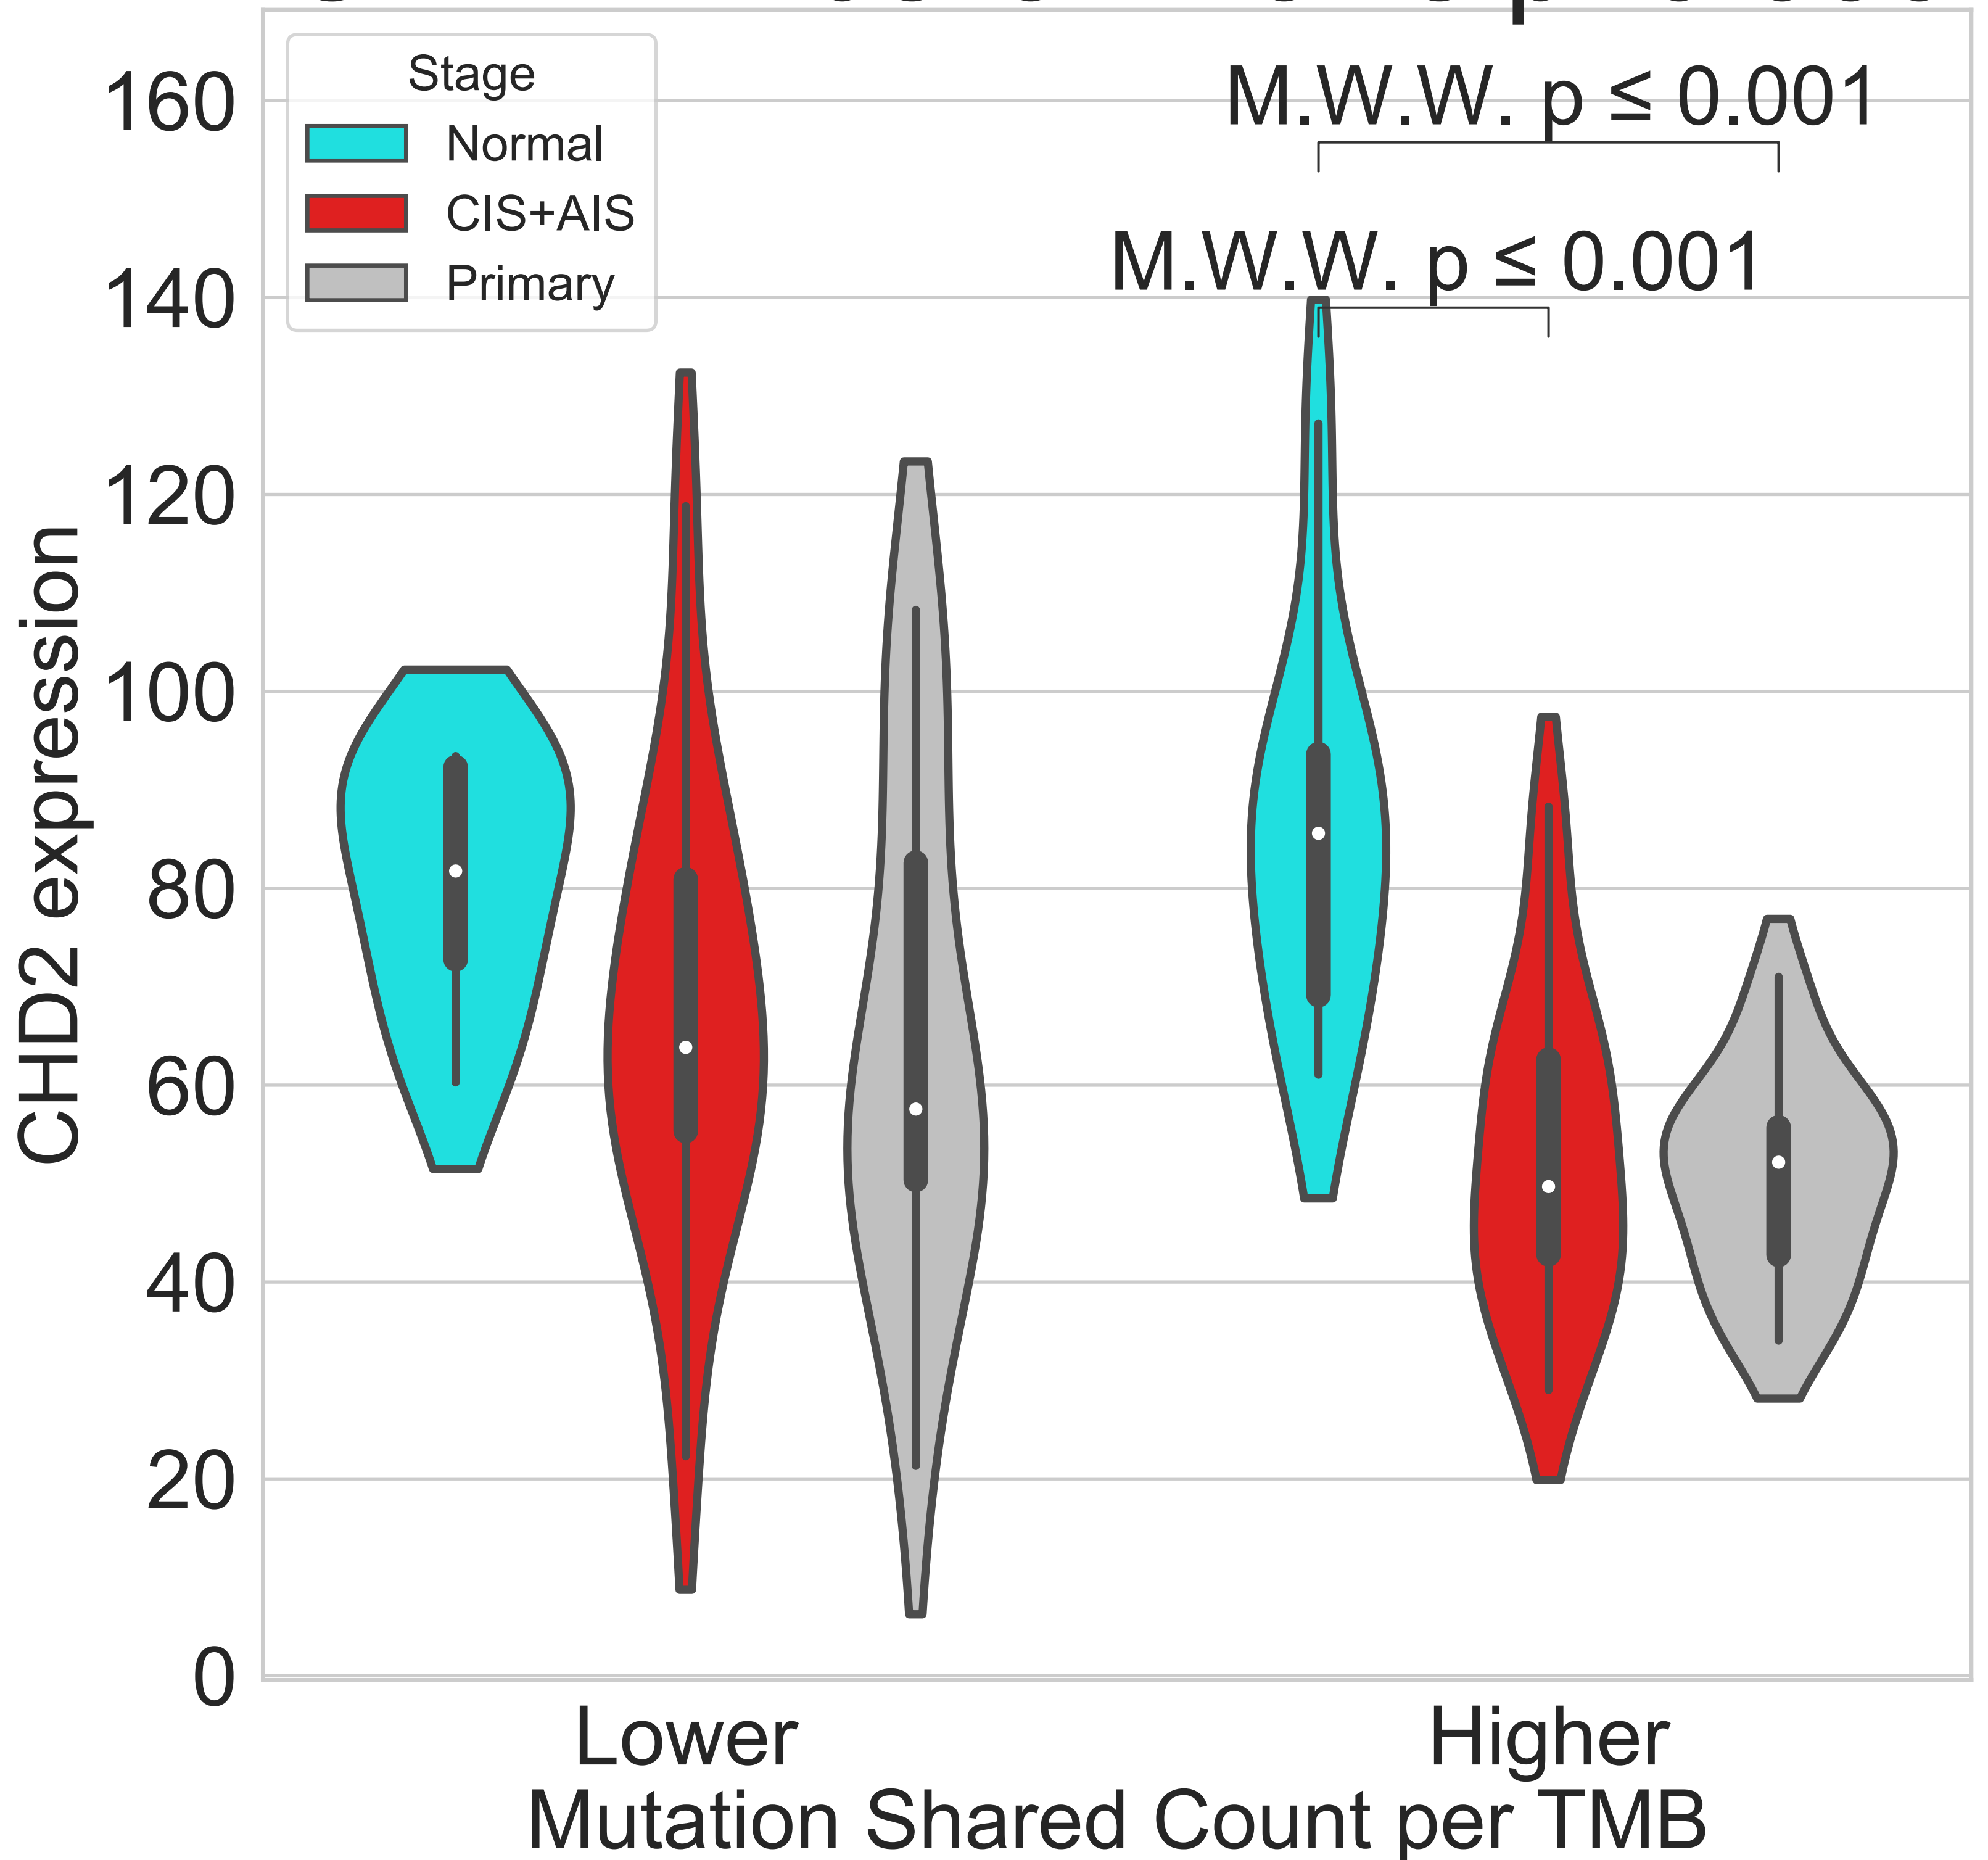 Stage
Normal
CIS+AIS
Primary
M.W.W. p ≤ 0.001
M.W.W. p ≤ 0.001
160
140
120
100
80
60
40
20
0
CHD2 expression
Lower
Higher
Mutation Shared Count per TMB